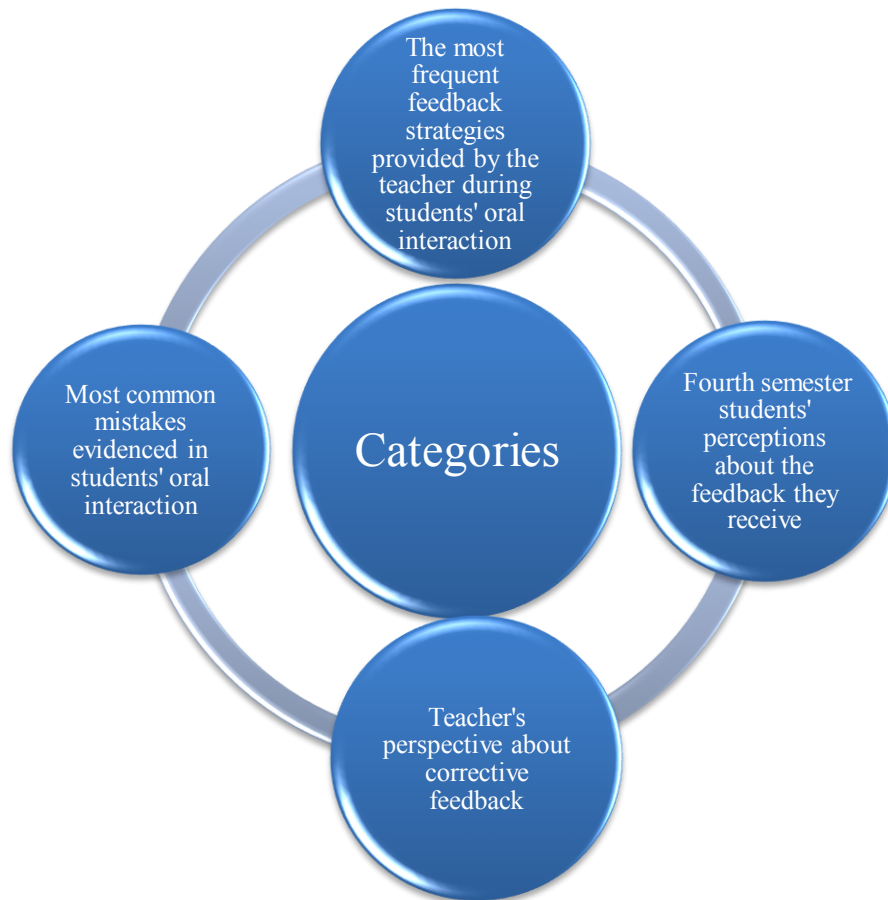 The most
frequent
feedback
strategies
provided by the
teacher during
students' oral
interaction
Most common
mistakes
evidenced in
students' oral
interaction
Categories
Fourth semester
students'
perceptions
about the
feedback they
receive
Teacher's
perspective about
corrective
feedback